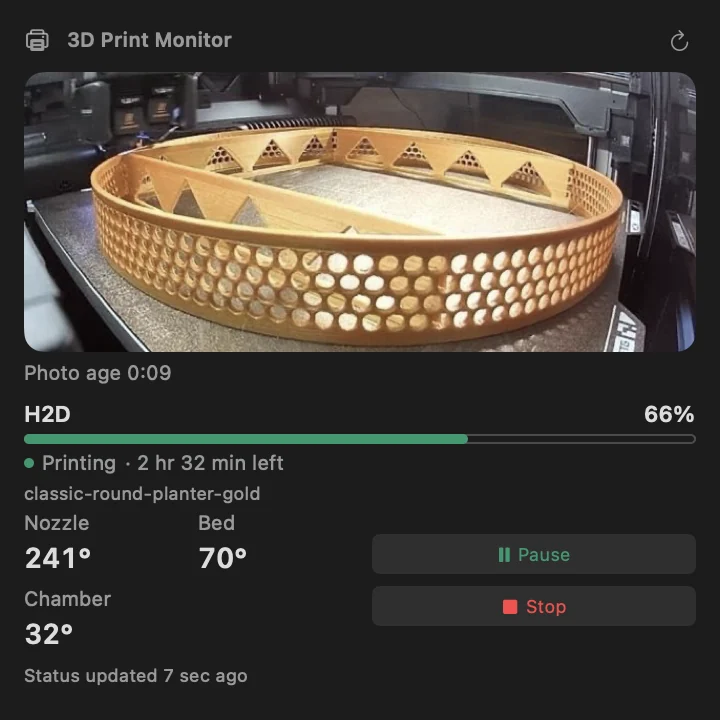 3D Print Monitor
Photo age 0:09
H2D 66%
Printing · 2 hr 32 min left
classic-round-planter-gold
Nozzle Bed
241° 70°
Pause
Chamber
Stop
32°
Status updated 7 sec ago